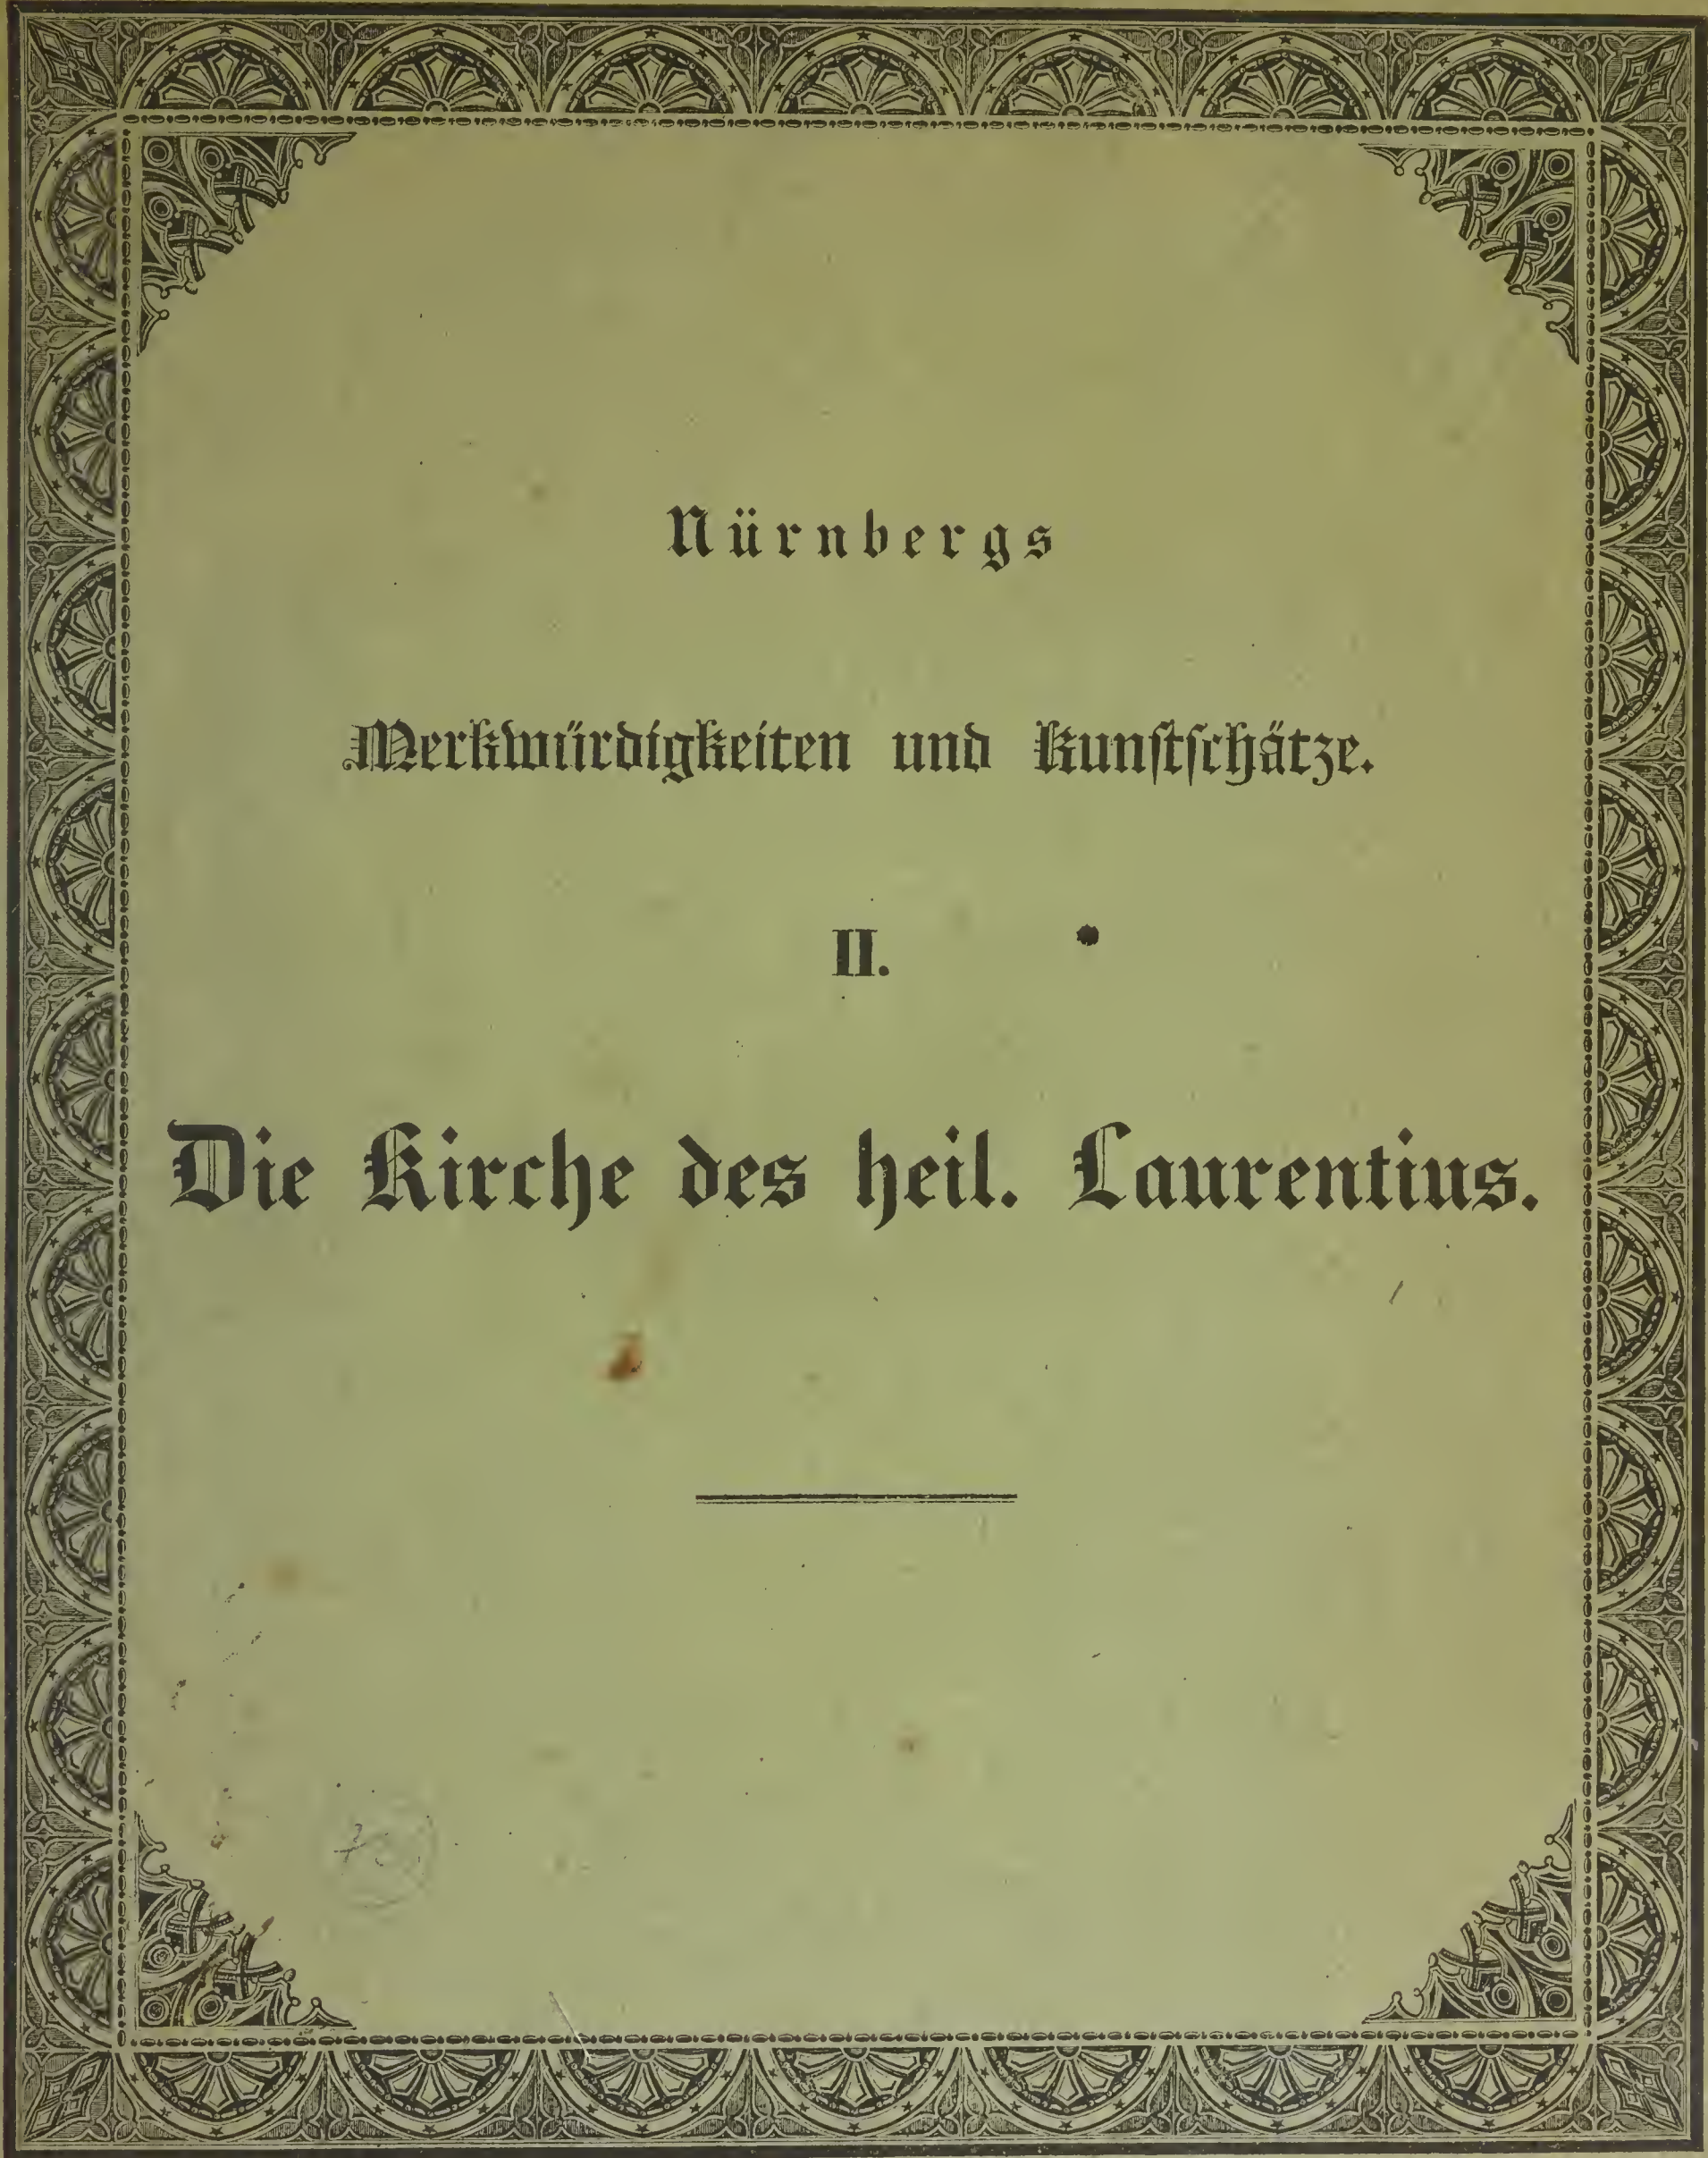 Nürnbergs
Merkwürdigkeiten und Kunstschätze.
II.
Die Kirche des heil. Laurentius.